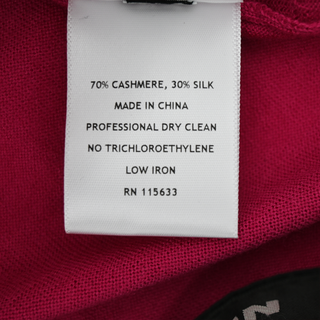 70% CASHMERE, 30% SILK
MADE IN CHINA
PROFESSIONAL DRY CLEAN
NO TRICHLOROETHYLENE
LOW IRON
RN 115633